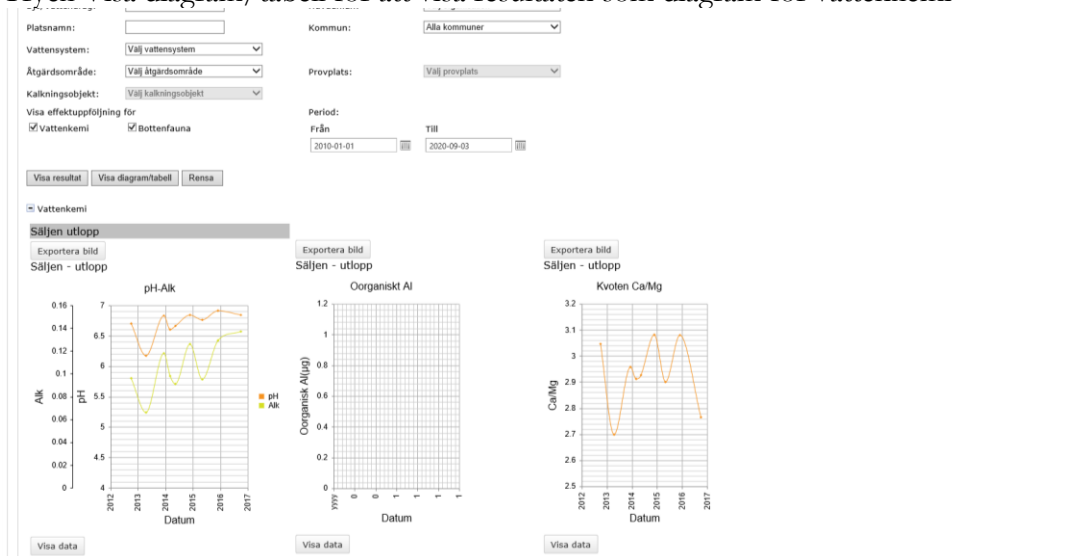 Platsnamn:
Kommun:
Alla kommuner
Vattensystem:
Välj vattensystem
Åtgärdsområde:
Välj åtgärdsområde
Provplats:
Välj provplats
Kalkningsobjekt:
Välj kalkningsobjekt
Visa effektuppföljning för
Period:
Vattenkemi
Bottenfauna
Från
Till
2010-01-01
2020-09-03
Visa resultat
Visa diagram/tabell
Rensa
Vattenkemi
Säljen utlopp
Exportera bild
Säljen - utlopp
pH-Alk
0.16
0.14
0.12
0.1
0.08
0.06
0.04
0.02
0
Alk
7
6.5
6
5.5
5
4.5
4
pH
2012
2013
2014
2015
2016
2017
Datum
pH
Alk
Visa data
Exportera bild
Säljen - utlopp
Oorganiskt Al
1.2
1
0.8
0.6
0.4
0.2
0
Oorganisk Al(µg)
yyyy
0
0
1
1
1
1
Datum
Visa data
Exportera bild
Säljen - utlopp
Kvoten Ca/Mg
3.2
3.1
3
2.9
2.8
2.7
2.6
2.5
Ca/Mg
2012
2013
2014
2015
2016
2017
Datum
Visa data